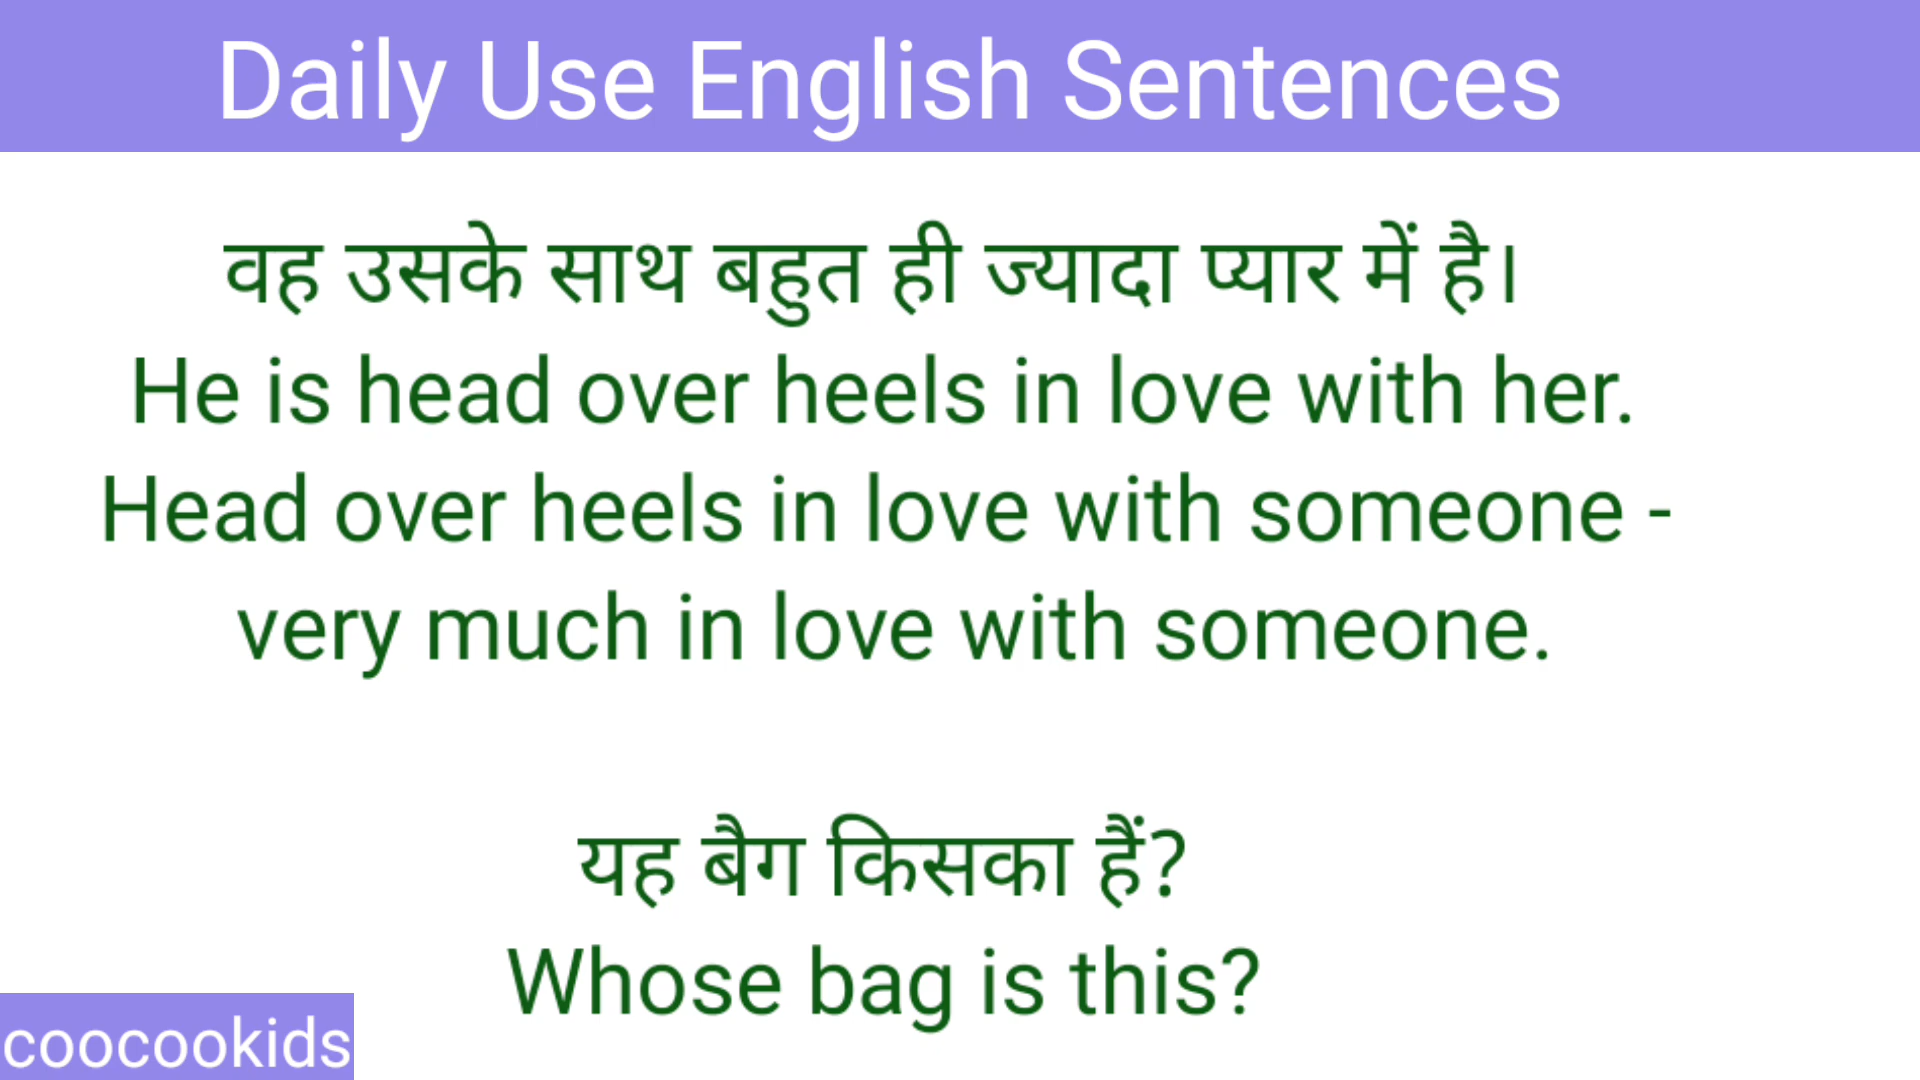 Daily Use English Sentences
वह उसके साथ बहुत ही ज्यादा प्यार में है।
He is head over heels in love with her.
Head over heels in love with someone -
very much in love with someone.
यह बैग किसका हैं?
Whose bag is this?
coocookids